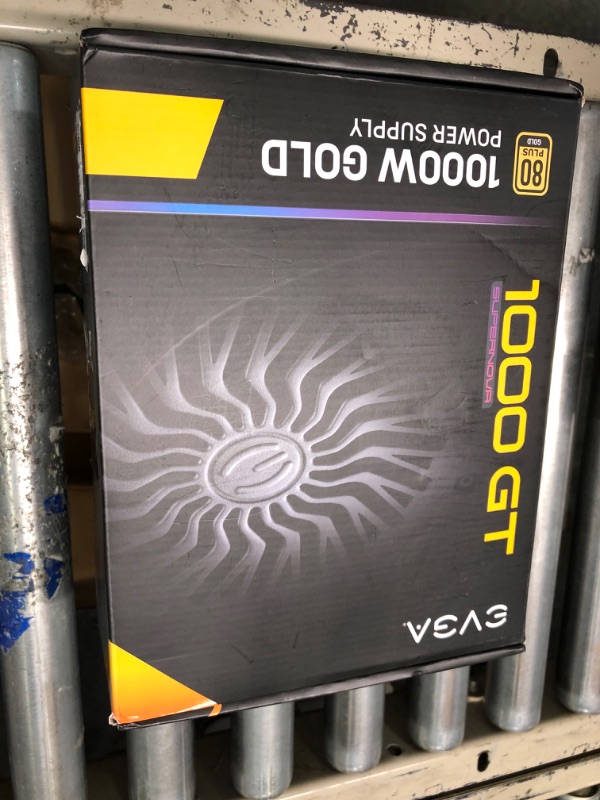 EVGA
SUPERNOVA
1000 GT
80
PLUS
GOLD
1000W GOLD
POWER SUPPLY